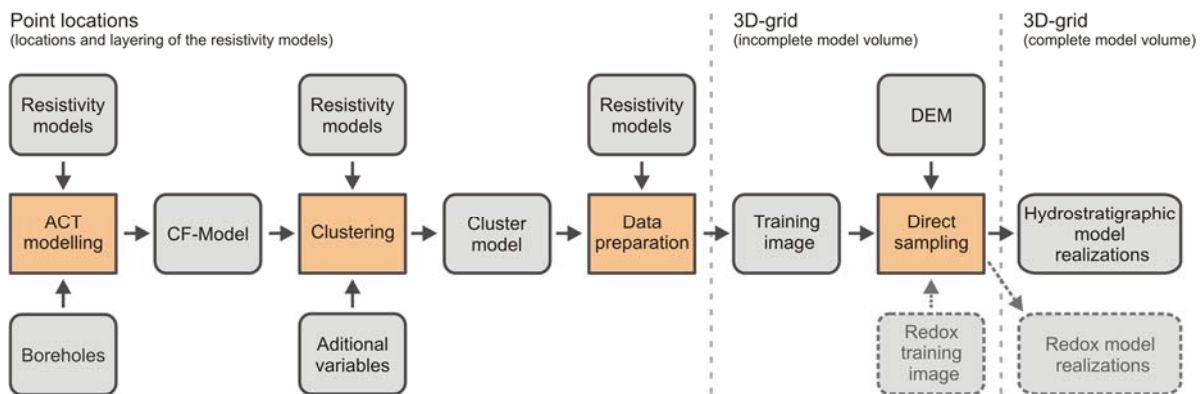 Point locations
(locations and layering of the resistivity models)
3D-grid
(incomplete model volume)
3D-grid
(complete model volume)
Resistivity
models
Resistivity
models
Resistivity
models
DEM
ACT
modelling
CF-Model
Clustering
Cluster
model
Data
preparation
Training
image
Direct
sampling
Hydrostratigraphic
model
realizations
Boreholes
Aditional
variables
Redox
training
image
Redox model
realizations